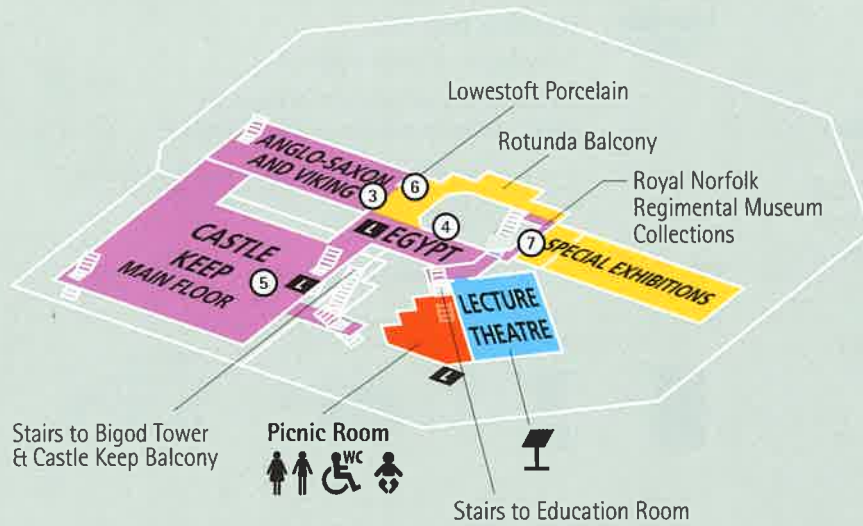 Lowestoft Porcelain
Rotunda Balcony
Royal Norfolk
Regimental Museum
Collections
ANGLO-SAXON
AND VIKING
3
6
4
7
L EGYPT
SPECIAL EXHIBITIONS
CASTLE
KEEP
MAIN FLOOR
5
L
LECTURE
THEATRE
L
Stairs to Bigod Tower
& Castle Keep Balcony
Picnic Room
WC
Stairs to Education Room